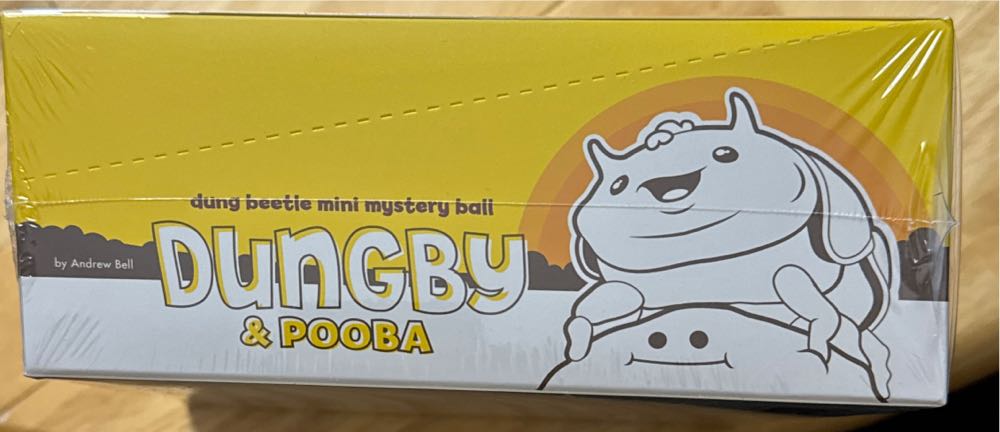 dung beetle mini mystery ball
by Andrew Bell
DUNGBY
& POOBA